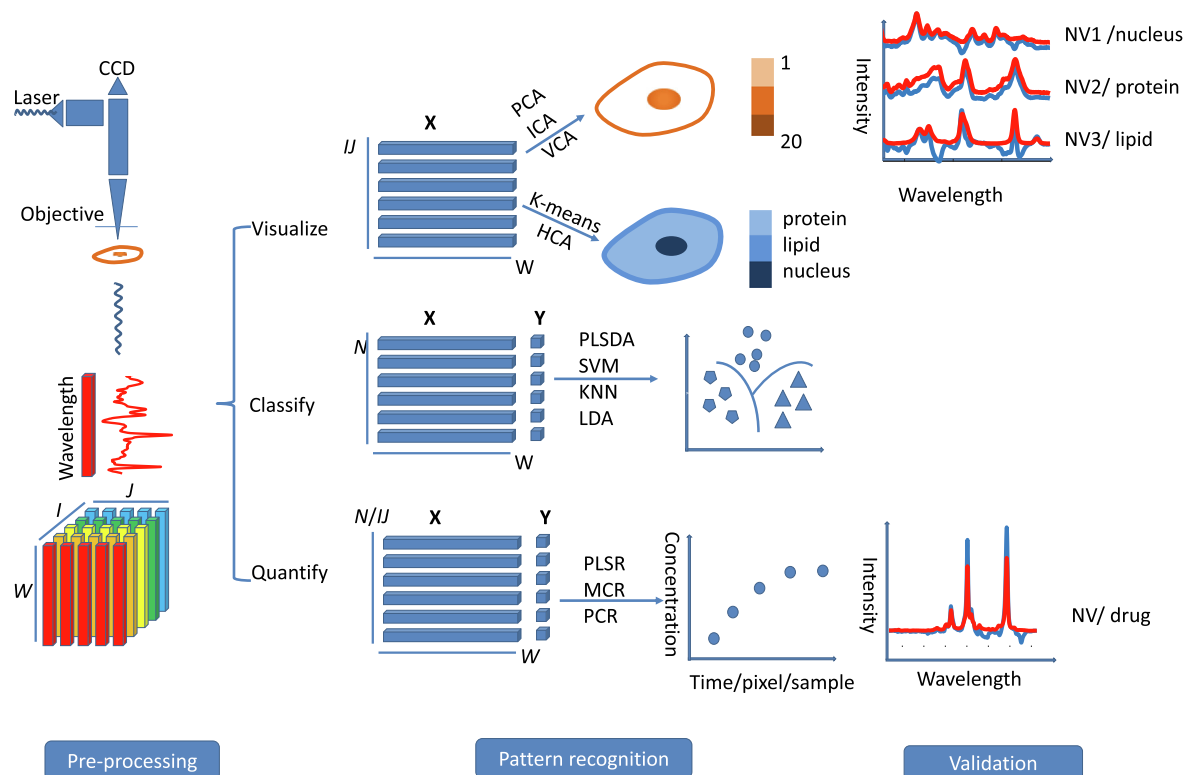 CCD
Laser
Objective
Wavelength
I
J
W
Visualize
Classify
Quantify
X
IJ
W
PCA
ICA
VCA
K-means
HCA
1
20
protein
lipid
nucleus
Intensity
Wavelength
NV1 /nucleus
NV2/ protein
NV3/ lipid
X
Y
N
W
PLSDA
SVM
KNN
LDA
N/IJ
X
Y
W
PLSR
MCR
PCR
Concentration
Time/pixel/sample
Intensity
Wavelength
NV/ drug
Pre-processing
Pattern recognition
Validation